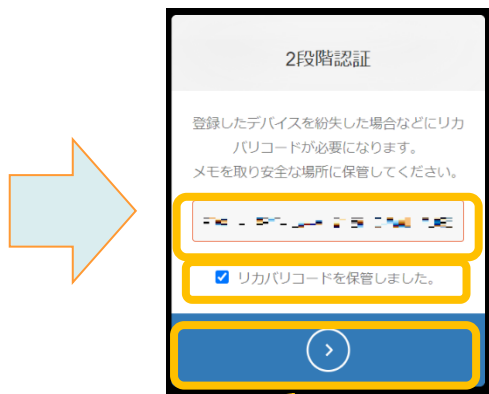 2段階認証
登録したデバイスを紛失した場合などにリカ
バリコードが必要になります。
メモを取り安全な場所に保管してください。
リカバリコードを保管しました。